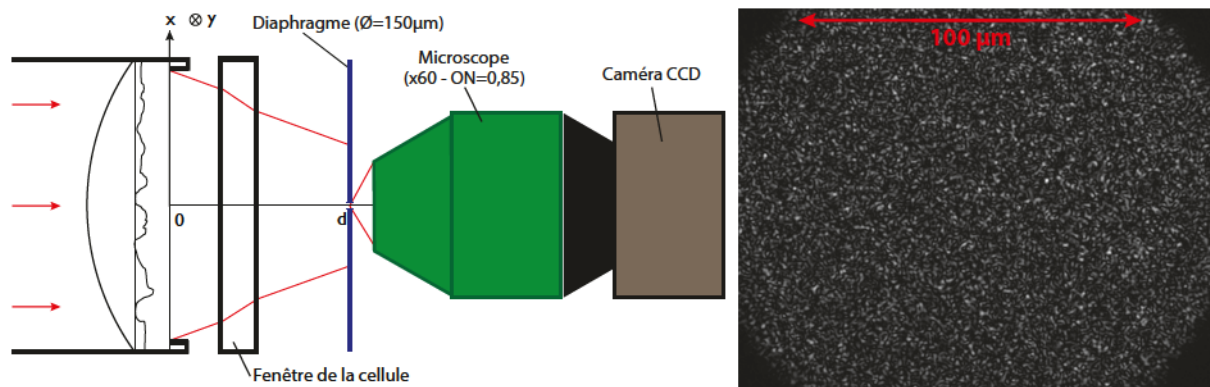 x ⊗ y
Diaphragme (Ø=150µm)
Microscope
(x60 - ON=0,85)
Caméra CCD
0
d
Fenêtre de la cellule
100 µm